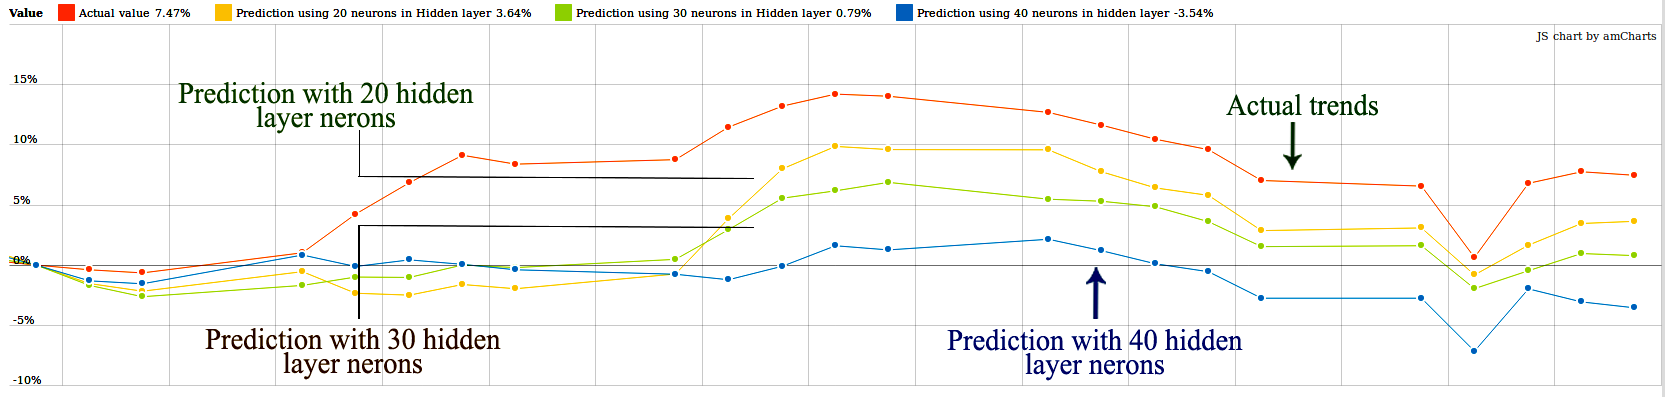 Value Actual value 7.47% Prediction using 20 neurons in Hidden layer 3.64% Prediction using 30 neurons in Hidden layer 0.79% Prediction using 40 neurons in hidden layer -3.54%
JS chart by amCharts
15%
Prediction with 20 hidden
layer nerons
Actual trends
10%
5%
0%
-5%
Prediction with 30 hidden
layer nerons
Prediction with 40 hidden
layer nerons
-10%